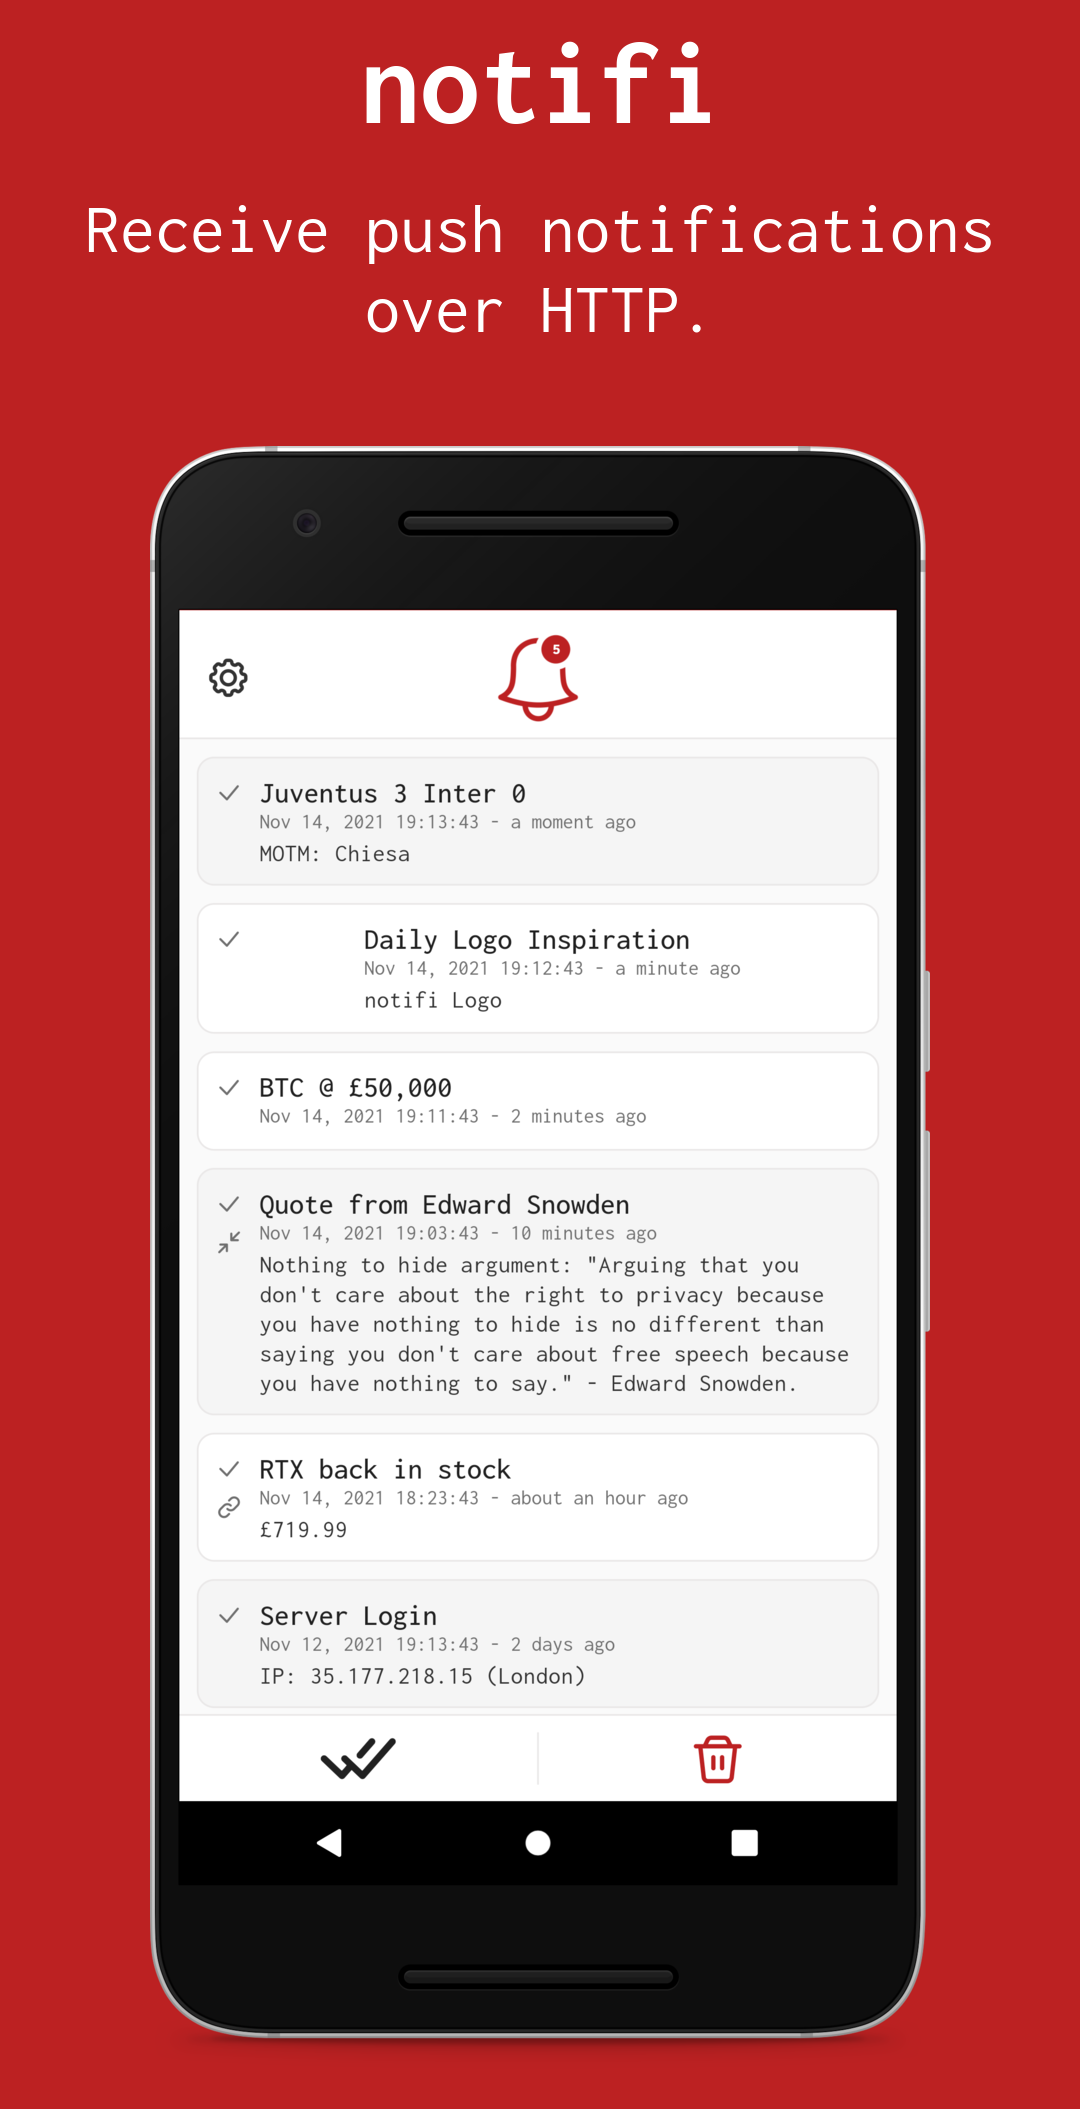 notifi
Receive push notifications
over HTTP.
5
Juventus 3 Inter 0
Nov 14, 2021 19:13:43 - a moment ago
MOTM: Chiesa
Daily Logo Inspiration
Nov 14, 2021 19:12:43 - a minute ago
notifi Logo
BTC @ £50,000
Nov 14, 2021 19:11:43 - 2 minutes ago
Quote from Edward Snowden
Nov 14, 2021 19:03:43 - 10 minutes ago
Nothing to hide argument: "Arguing that you
don't care about the right to privacy because
you have nothing to hide is no different than
saying you don't care about free speech because
you have nothing to say." - Edward Snowden.
RTX back in stock
Nov 14, 2021 18:23:43 - about an hour ago
£719.99
Server Login
Nov 12, 2021 19:13:43 - 2 days ago
IP: 35.177.218.15 (London)